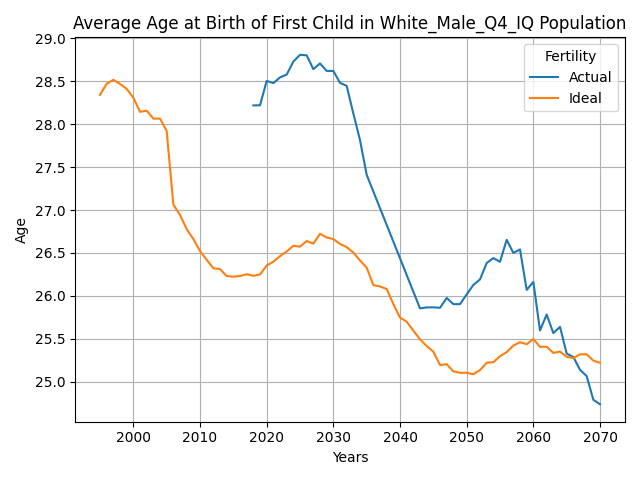 Average Age at Birth of First Child in White_Male_Q4_IQ Population
29.0
28.5
28.0
27.5
27.0
26.5
26.0
25.5
25.0
Age
Fertility
Actual
Ideal
2000 2010 2020 2030 2040 2050 2060 2070
Years